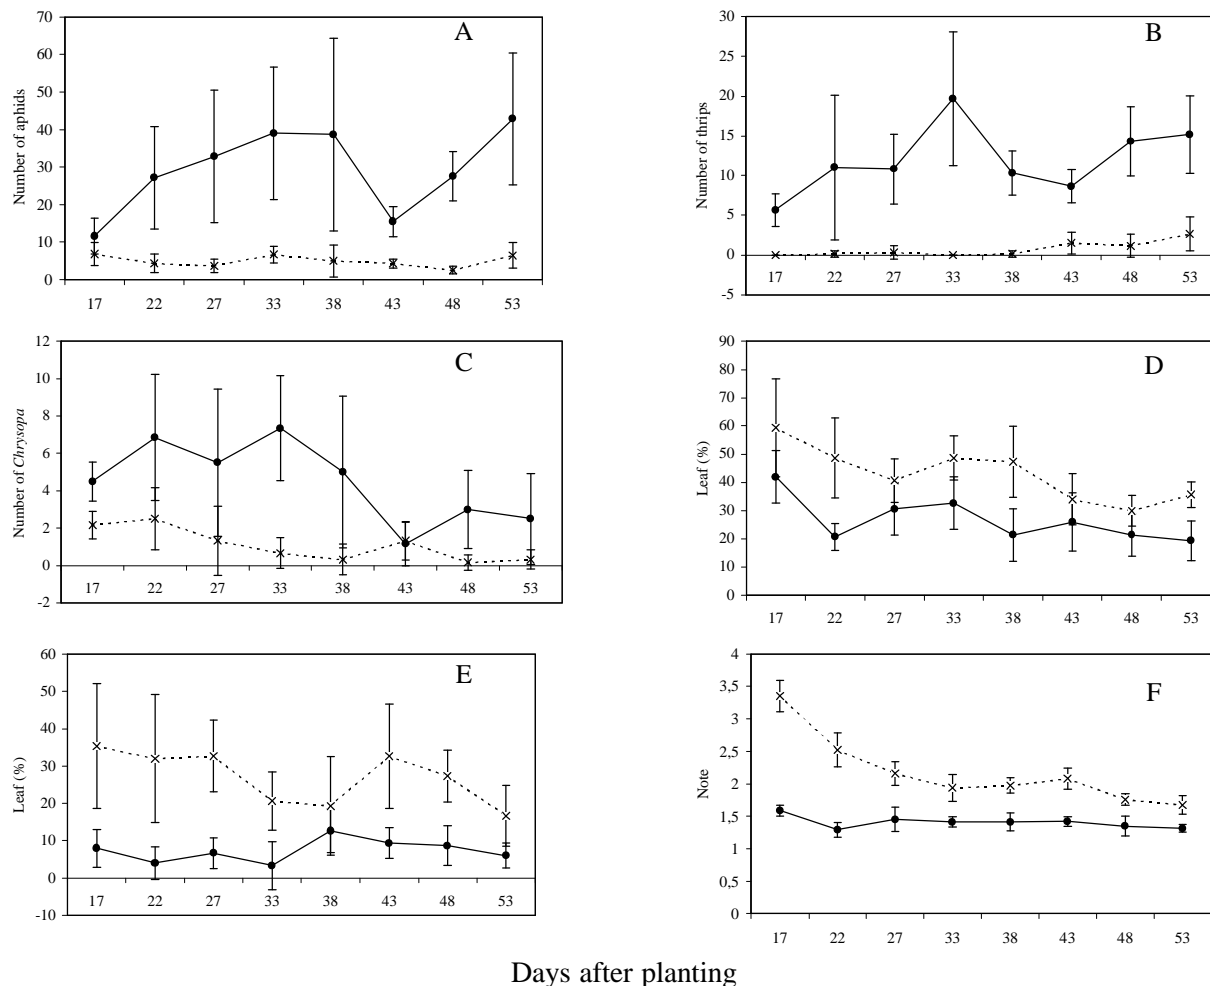 A
Number of aphids
70
60
50
40
30
20
10
0
17 22 27 33 38 43 48 53
B
Number of thrips
30
25
20
15
10
5
0
-5
17 22 27 33 38 43 48 53
C
Number of Chrysopa
12
10
8
6
4
2
0
-2
17 22 27 33 38 43 48 53
D
Leaf (%)
90
80
70
60
50
40
30
20
10
0
17 22 27 33 38 43 48 53
E
Leaf (%)
60
50
40
30
20
10
0
-10
17 22 27 33 38 43 48 53
F
Note
4
3,5
3
2,5
2
1,5
1
0,5
0
17 22 27 33 38 43 48 53
Days after planting